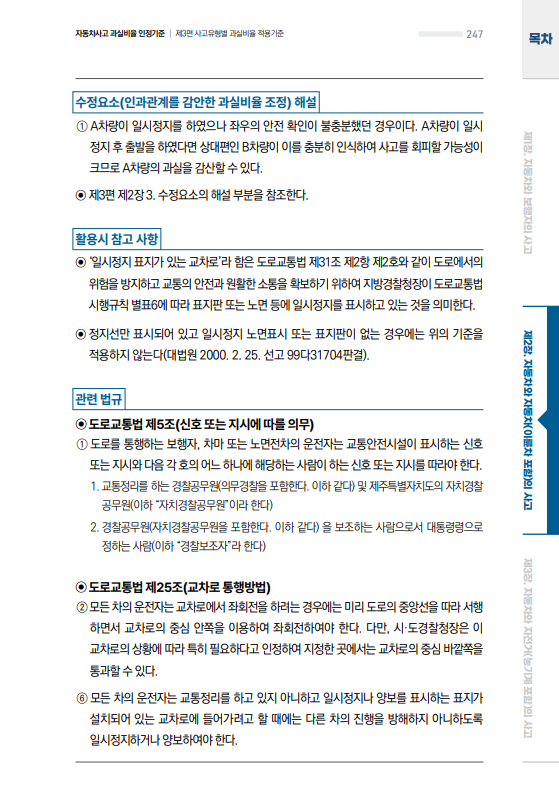 자동차사고 과실비율 인정기준 | 제3편 사고유형별 과실비율 적용기준
247
목차
수정요소(인과관계를 감안한 과실비율 조정) 해설
① A차량이 일시정지를 하였으나 좌우의 안전 확인이 불충분했던 경우이다. A차량이 일시
정지 후 출발을 하였다면 상대편인 B차량이 이를 충분히 인식하여 사고를 회피할 가능성이
크므로 A차량의 과실을 감산할 수 있다.
◉ 제3편 제2장 3. 수정요소의 해설 부분을 참조한다.
활용시 참고 사항
◉ '일시정지 표지가 있는 교차로'라 함은 도로교통법 제31조 제2항 제2호와 같이 도로에서의
위험을 방지하고 교통의 안전과 원활한 소통을 확보하기 위하여 지방경찰청장이 도로교통법
시행규칙 별표6에 따라 표지판 또는 노면 등에 일시정지를 표시하고 있는 것을 의미한다.
◉ 정지선만 표시되어 있고 일시정지 노면표시 또는 표지판이 없는 경우에는 위의 기준을
적용하지 않는다(대법원 2000. 2. 25. 선고 99다31704판결).
관련 법규
◉ 도로교통법 제5조(신호 또는 지시에 따를 의무)
① 도로를 통행하는 보행자, 차마 또는 노면전차의 운전자는 교통안전시설이 표시하는 신호
또는 지시와 다음 각 호의 어느 하나에 해당하는 사람이 하는 신호 또는 지시를 따라야 한다.
1. 교통정리를 하는 경찰공무원(의무경찰을 포함한다. 이하 같다) 및 제주특별자치도의 자치경찰
공무원(이하 "자치경찰공무원"이라 한다)
2. 경찰공무원(자치경찰공무원을 포함한다. 이하 같다) 을 보조하는 사람으로서 대통령령으로
정하는 사람(이하 "경찰보조자"라 한다)
◉ 도로교통법 제25조(교차로 통행방법)
② 모든 차의 운전자는 교차로에서 좌회전을 하려는 경우에는 미리 도로의 중앙선을 따라 서행
하면서 교차로의 중심 안쪽을 이용하여 좌회전하여야 한다. 다만, 시·도경찰청장은 이
교차로의 상황에 따라 특히 필요하다고 인정하여 지정한 곳에서는 교차로의 중심 바깥쪽을
통과할 수 있다.
⑥ 모든 차의 운전자는 교통정리를 하고 있지 아니하고 일시정지나 양보를 표시하는 표지가
설치되어 있는 교차로에 들어가려고 할 때에는 다른 차의 진행을 방해하지 아니하도록
일시정지하거나 양보하여야 한다.
제1장. 자동차와 보행자의 사고
제2장. 자동차와 자동차(이륜차 포함)의 사고
제3장. 자동차와 자전거(농기계 포함)의 사고